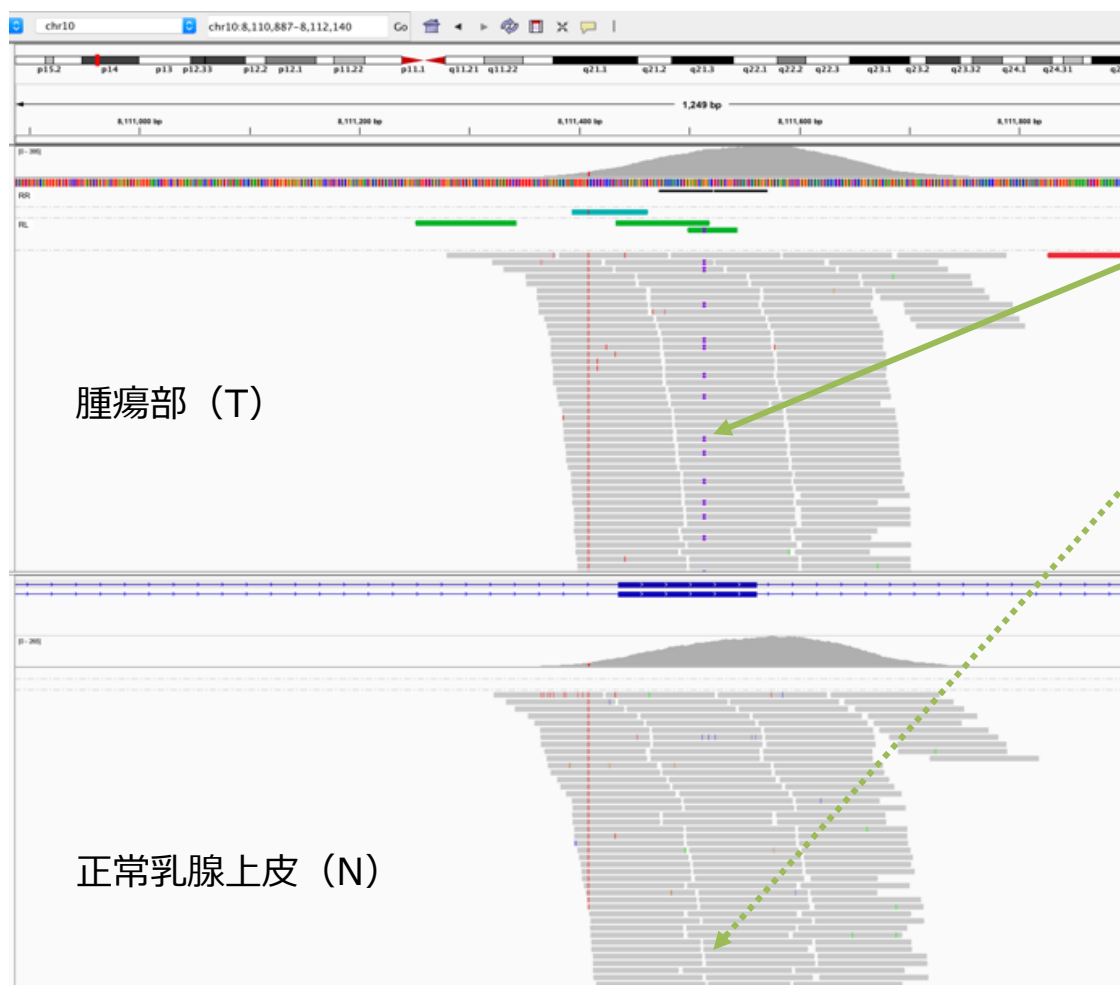 chr10 chr10:8,110,887-8,112,140 Go
p15.2 p14 p13 p12.33 p12.2 p12.1 p11.22 p11.1 q11.21 q11.22 q21.1 q21.2 q21.3 q22.1 q22.2 q22.3 q23.1 q23.2 q23.32 q24.1 q24.31
1,249 bp
8,111,000 bp 8,111,200 bp 8,111,400 bp 8,111,600 bp 8,111,800 bp
RR
RL
腫瘍部（T）
正常乳腺上皮（N）